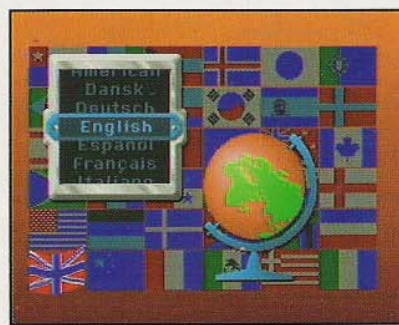 American
Dansk
Deutsch
English
Español
Français
Italiano